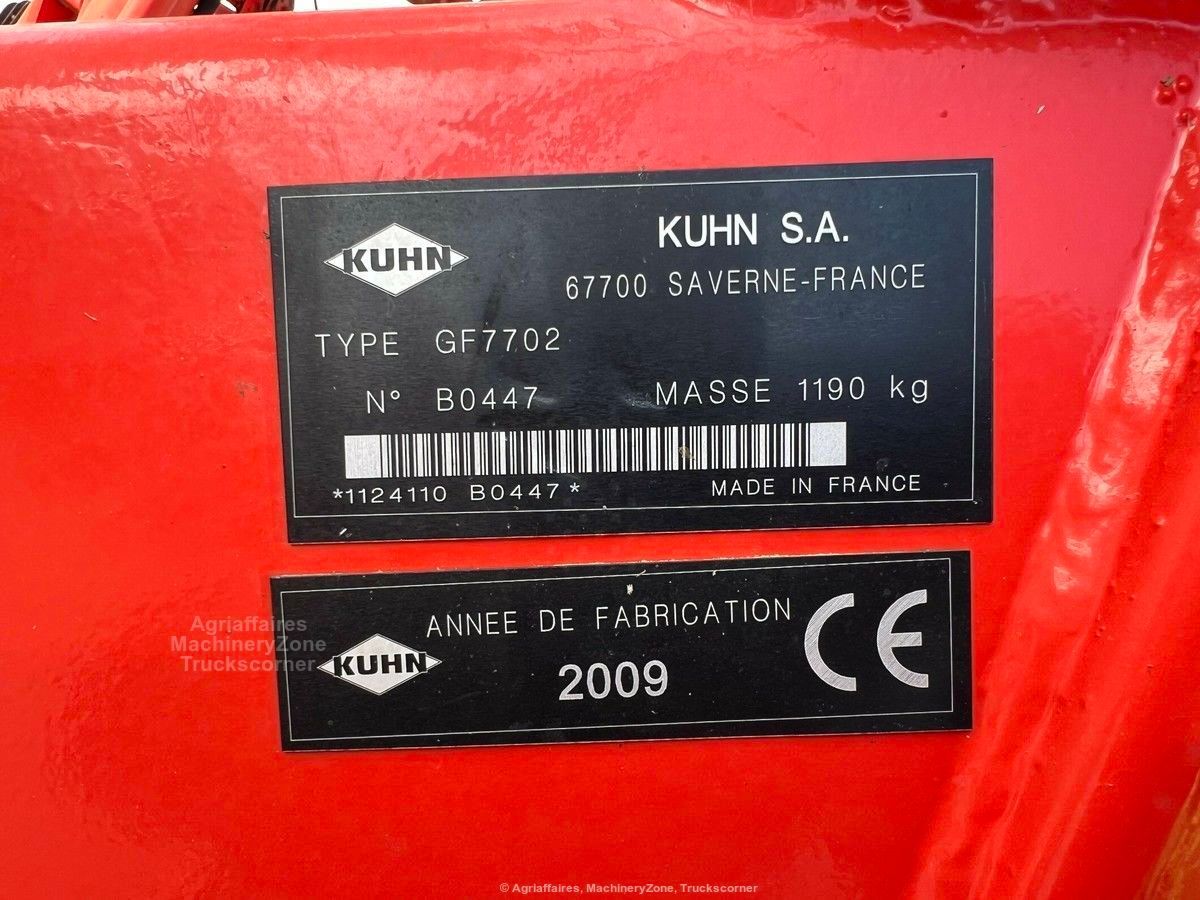 KUHN
KUHN S.A.
67700 SAVERNE-FRANCE
TYPE GF7702
N° B0447 MASSE 1190 kg
*1124110 B0447*
MADE IN FRANCE
KUHN
ANNEE DE FABRICATION
2009
CE
Agriaffaires
MachineryZone
Truckscorner
© Agriaffaires, MachineryZone, Truckscorner